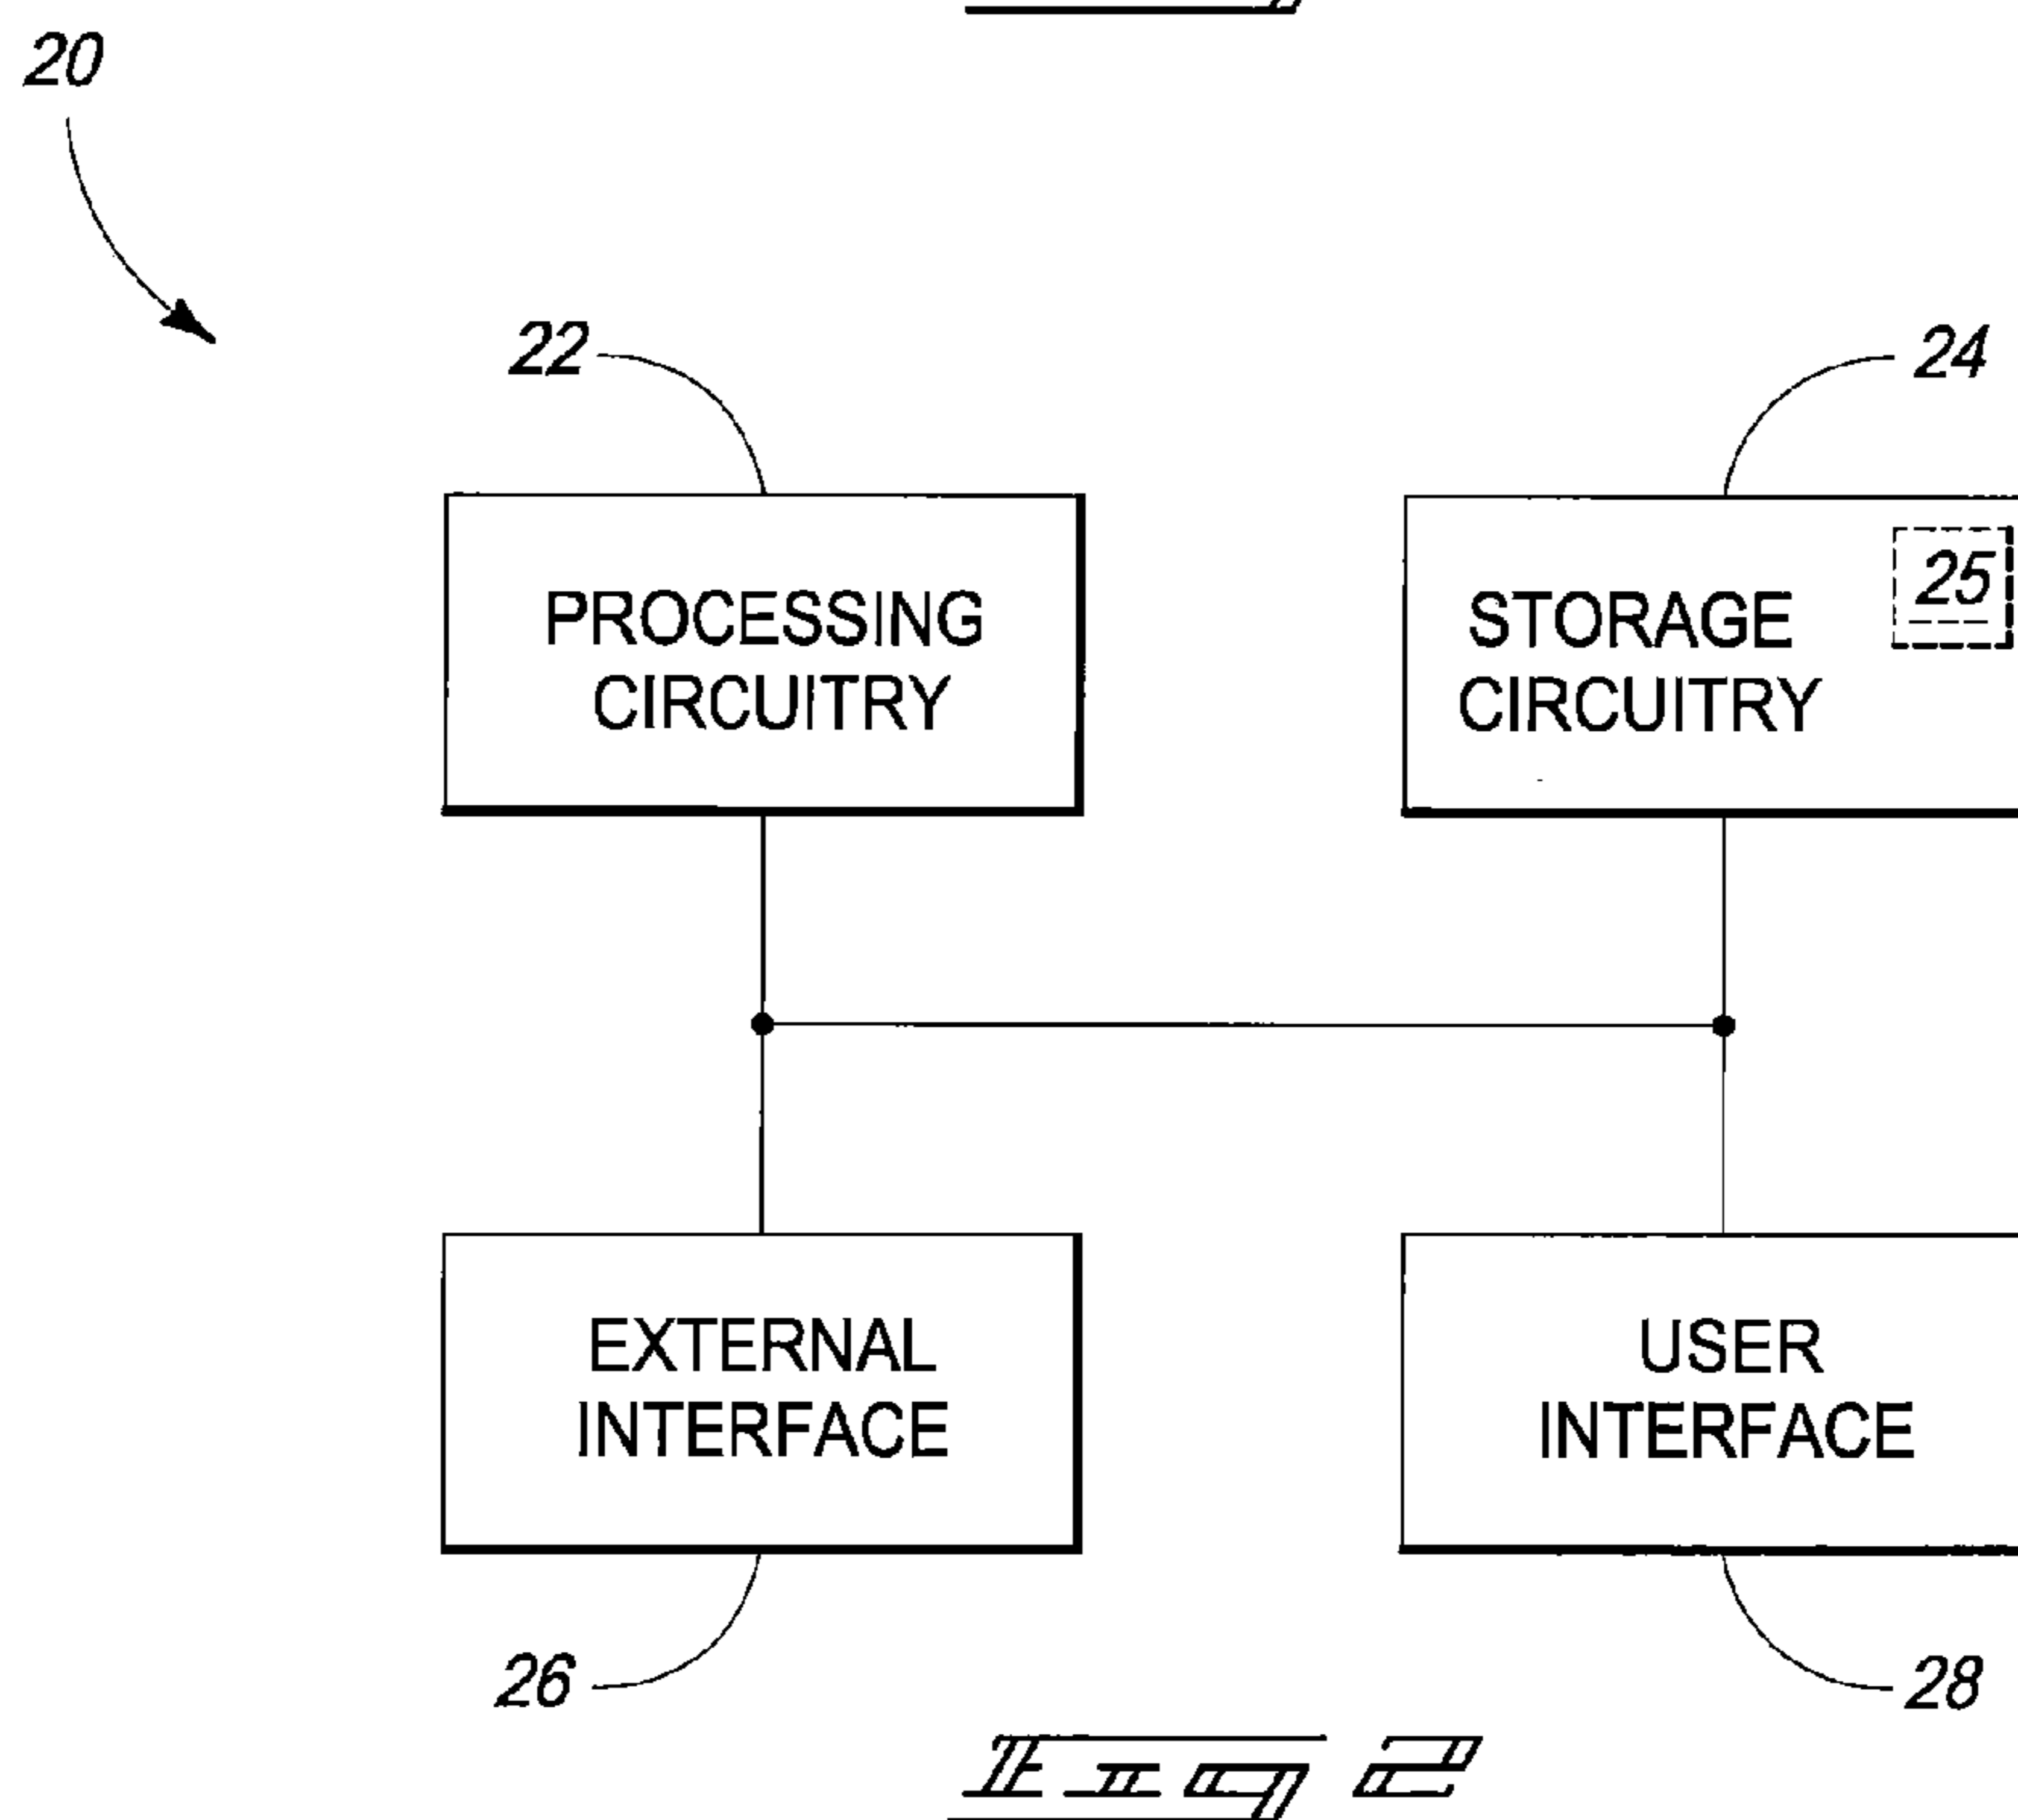 20
22
24
PROCESSING
CIRCUITRY
STORAGE
CIRCUITRY
25
EXTERNAL
INTERFACE
USER
INTERFACE
26
28
Fig 2